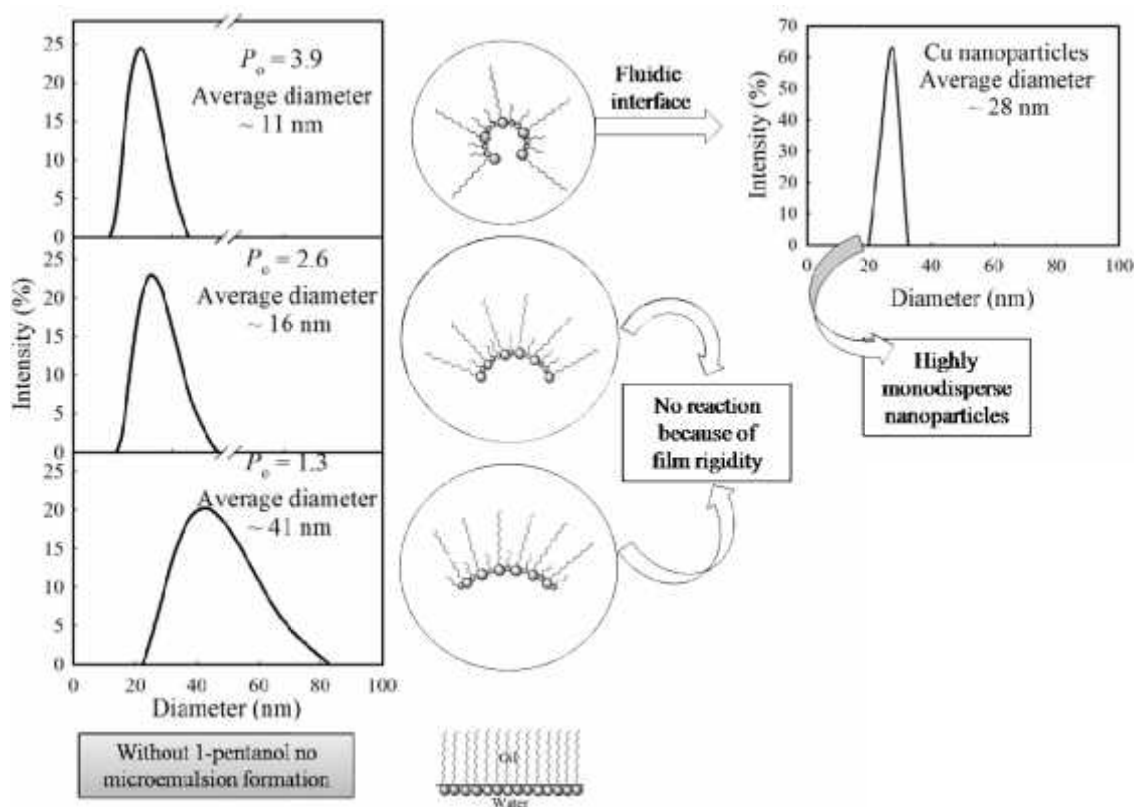 25
20
15
10
5
0
P₀ = 3.9
Average diameter
~ 11 nm
25
20
15
10
5
0
P₀ = 2.6
Average diameter
~ 16 nm
25
20
15
10
5
0
P₀ = 1.3
Average diameter
~ 41 nm
Intensity (%)
0 20 40 60 80 100
Diameter (nm)
Without 1-pentanol no
microemulsion formation
Fluidic
interface
No reaction
because of
film rigidity
Oil
Water
70
60
50
40
30
20
10
0
Intensity (%)
Cu nanoparticles
Average diameter
~ 28 nm
0 20 40 60 80 100
Diameter (nm)
Highly
monodisperse
nanoparticles